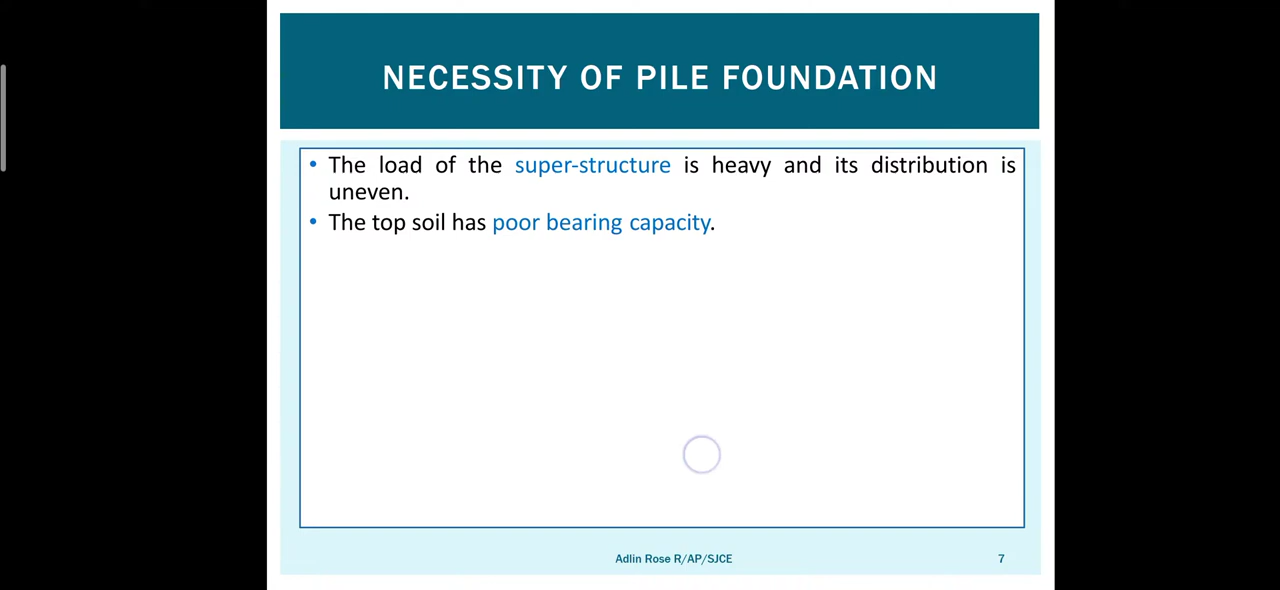 NECESSITY OF PILE FOUNDATION
• The load of the super-structure is heavy and its distribution is
uneven.
• The top soil has poor bearing capacity.
Adlin Rose R/AP/SJCE
7